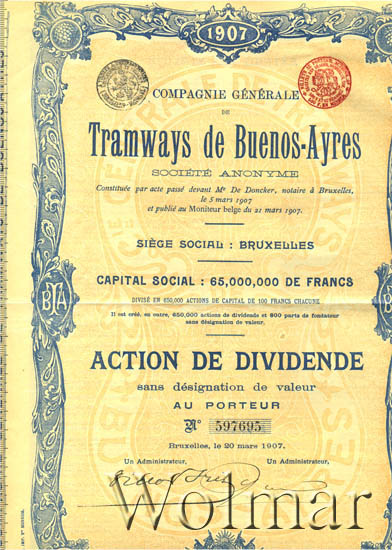 1907
COMPAGNIE GÉNÉRALE
DE
Tramways de Buenos-Ayres
SOCIÉTÉ ANONYME
Constituée par acte passé devant Me De Doncker, notaire à Bruxelles,
le 5 mars 1907
et publié au Moniteur belge du 21 mars 1907.
SIÈGE SOCIAL : BRUXELLES
CAPITAL SOCIAL : 65,000,000 DE FRANCS
DIVISÉ EN 650,000 ACTIONS DE CAPITAL DE 100 FRANCS CHACUNE
Il est créé, en outre, 650,000 actions de dividende et 800 parts de fondateur
sans désignation de valeur.
BTA
ACTION DE DIVIDENDE
sans désignation de valeur
AU PORTEUR
No 597695
Bruxelles, le 20 mars 1907.
Un Administrateur, Un Administrateur,
Wolmar